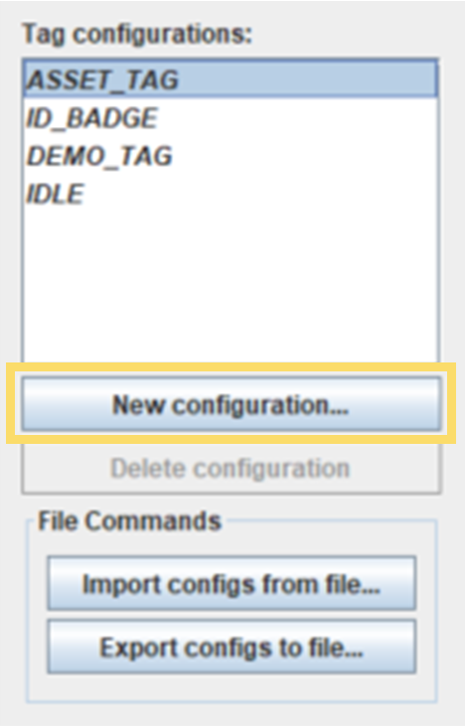 Tag configurations:
ASSET_TAG
ID_BADGE
DEMO_TAG
IDLE
New configuration...
Delete configuration
File Commands
Import configs from file...
Export configs to file...